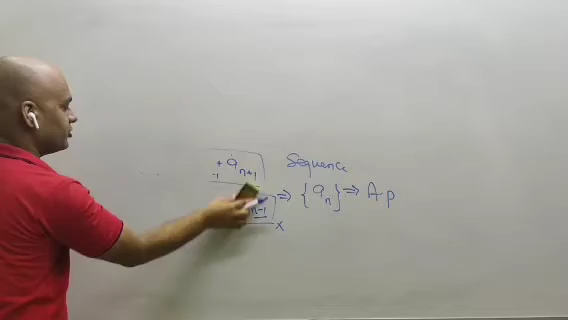 + a_{n+1} Sequence
-1
n-1 ⇒ {a_n} ⇒ A p
x